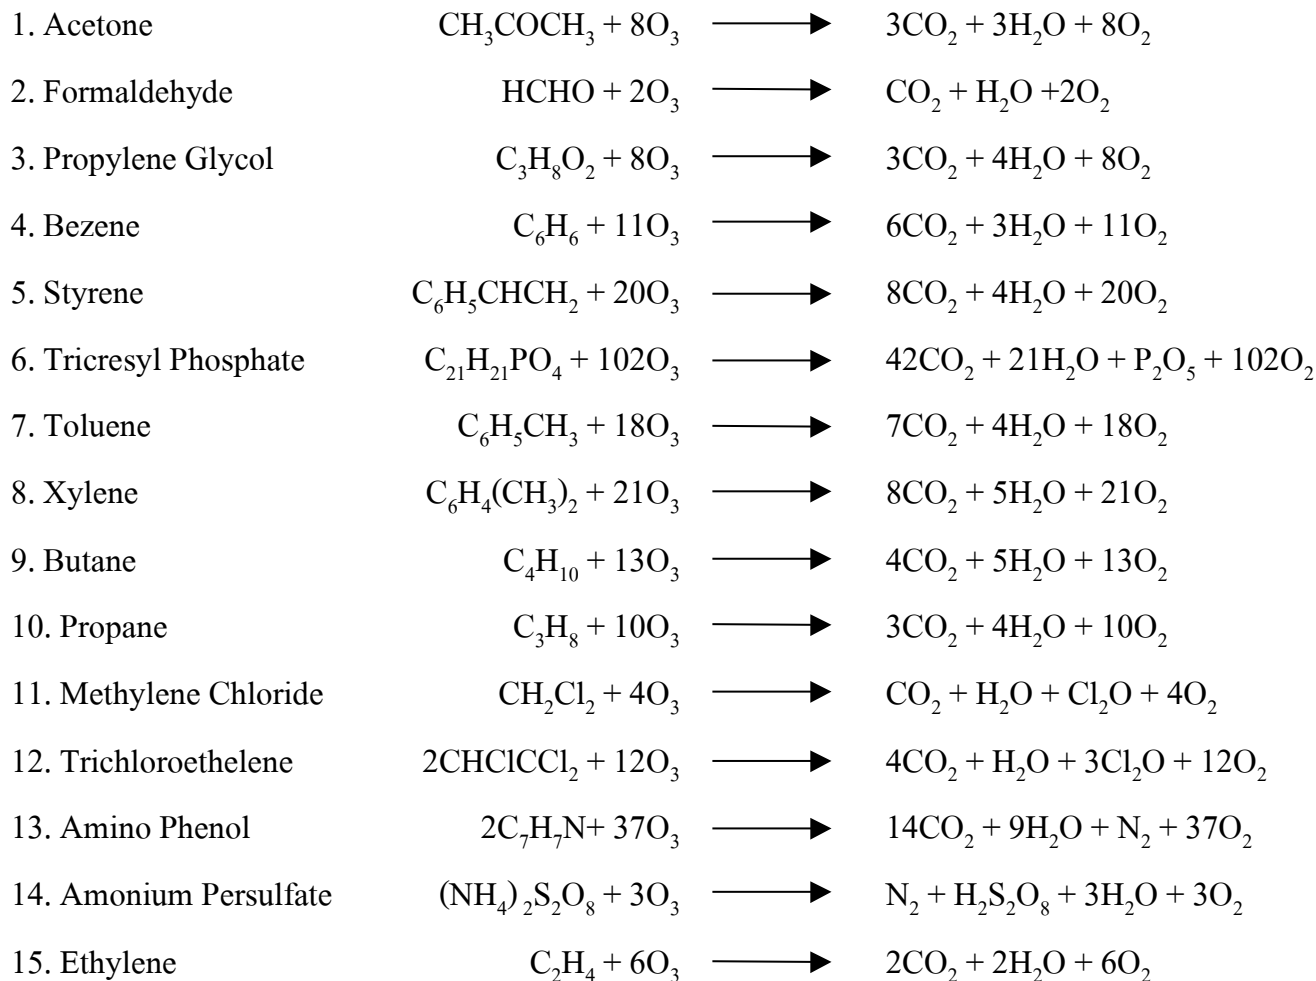 1. Acetone CH₃COCH₃ + 8O₃ ⟶ 3CO₂ + 3H₂O + 8O₂
2. Formaldehyde HCHO + 2O₃ ⟶ CO₂ + H₂O +2O₂
3. Propylene Glycol C₃H₈O₂ + 8O₃ ⟶ 3CO₂ + 4H₂O + 8O₂
4. Bezene C₆H₆ + 11O₃ ⟶ 6CO₂ + 3H₂O + 11O₂
5. Styrene C₆H₅CHCH₂ + 20O₃ ⟶ 8CO₂ + 4H₂O + 20O₂
6. Tricresyl Phosphate C₂₁H₂₁PO₄ + 102O₃ ⟶ 42CO₂ + 21H₂O + P₂O₅ + 102O₂
7. Toluene C₆H₅CH₃ + 18O₃ ⟶ 7CO₂ + 4H₂O + 18O₂
8. Xylene C₆H₄(CH₃)₂ + 21O₃ ⟶ 8CO₂ + 5H₂O + 21O₂
9. Butane C₄H₁₀ + 13O₃ ⟶ 4CO₂ + 5H₂O + 13O₂
10. Propane C₃H₈ + 10O₃ ⟶ 3CO₂ + 4H₂O + 10O₂
11. Methylene Chloride CH₂Cl₂ + 4O₃ ⟶ CO₂ + H₂O + Cl₂O + 4O₂
12. Trichloroethelene 2CHClCCl₂ + 12O₃ ⟶ 4CO₂ + H₂O + 3Cl₂O + 12O₂
13. Amino Phenol 2C₇H₇N+ 37O₃ ⟶ 14CO₂ + 9H₂O + N₂ + 37O₂
14. Amonium Persulfate (NH₄)₂S₂O₈ + 3O₃ ⟶ N₂ + H₂S₂O₈ + 3H₂O + 3O₂
15. Ethylene C₂H₄ + 6O₃ ⟶ 2CO₂ + 2H₂O + 6O₂